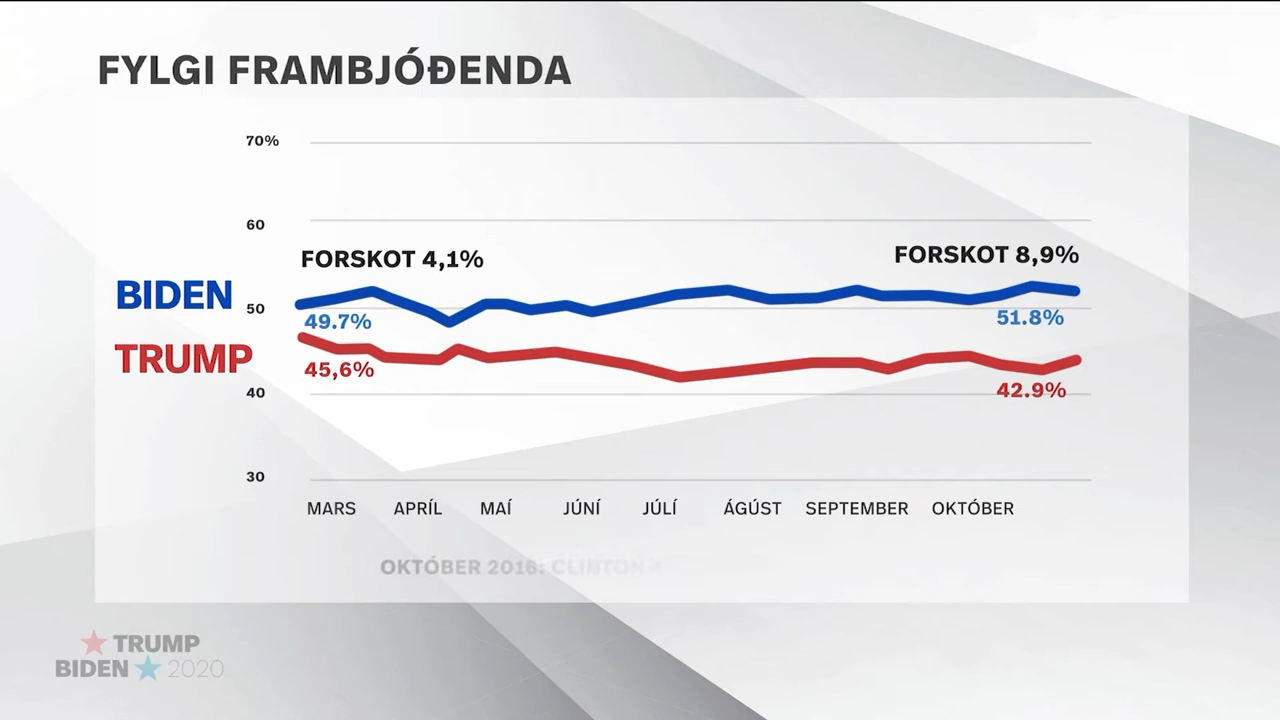 FYLGI FRAMBJÓÐENDA
70%
60
FORSKOT 4,1%
FORSKOT 8,9%
BIDEN
50
49.7%
51.8%
TRUMP
45,6%
42.9%
40
30
MARS APRÍL MAÍ JÚNÍ JÚLÍ ÁGÚST SEPTEMBER OKTÓBER
OKTÓBER 2016: CLINTON
TRUMP
BIDEN 2020